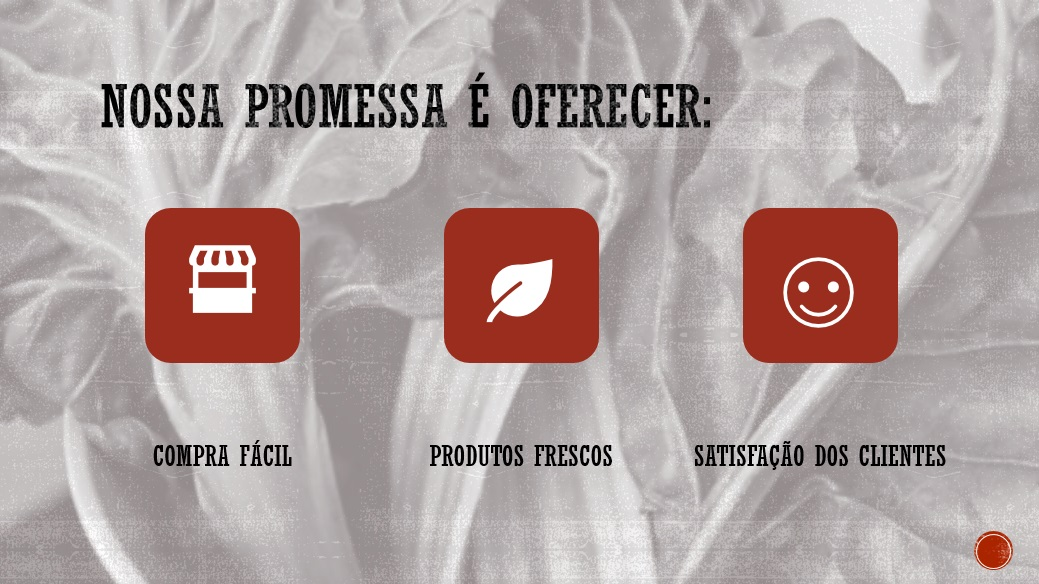 NOSSA PROMESSA É OFERECER:
COMPRA FÁCIL
PRODUTOS FRESCOS
SATISFAÇÃO DOS CLIENTES